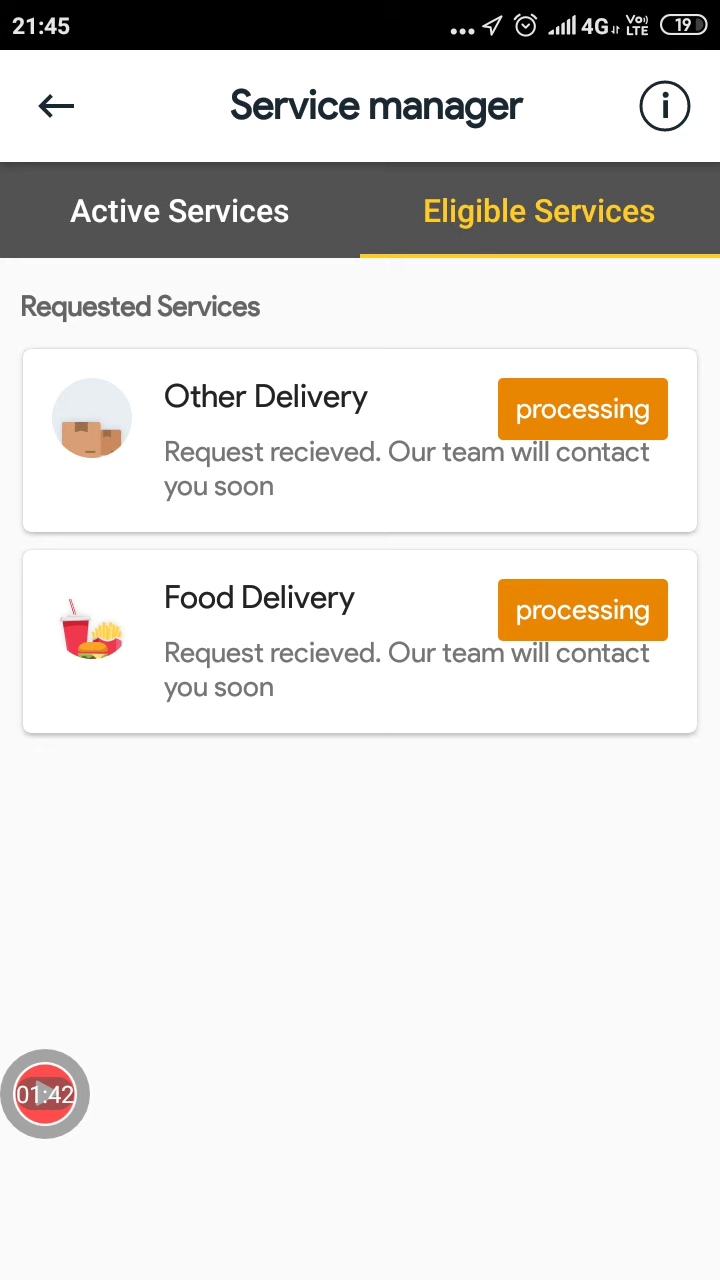 21:45
4G
Vo))
LTE
19
Service manager
Active Services
Eligible Services
Requested Services
Other Delivery
processing
Request recieved. Our team will contact
you soon
Food Delivery
processing
Request recieved. Our team will contact
you soon
01:42